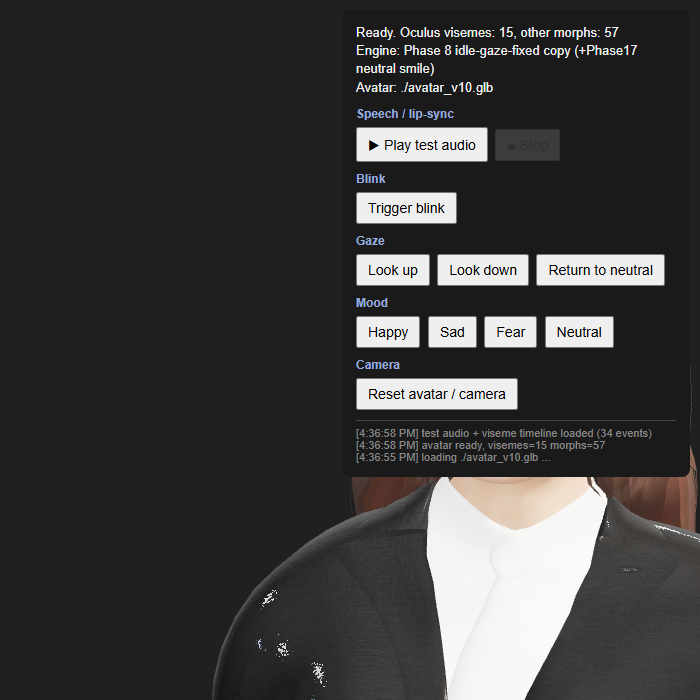 Ready. Oculus visemes: 15, other morphs: 57
Engine: Phase 8 idle-gaze-fixed copy (+Phase17
neutral smile)
Avatar: ./avatar_v10.glb
Speech / lip-sync
▶ Play test audio
■ Stop
Blink
Trigger blink
Gaze
Look up
Look down
Return to neutral
Mood
Happy
Sad
Fear
Neutral
Camera
Reset avatar / camera
[4:36:58 PM] test audio + viseme timeline loaded (34 events)
[4:36:58 PM] avatar ready, visemes=15 morphs=57
[4:36:55 PM] loading ./avatar_v10.glb ...